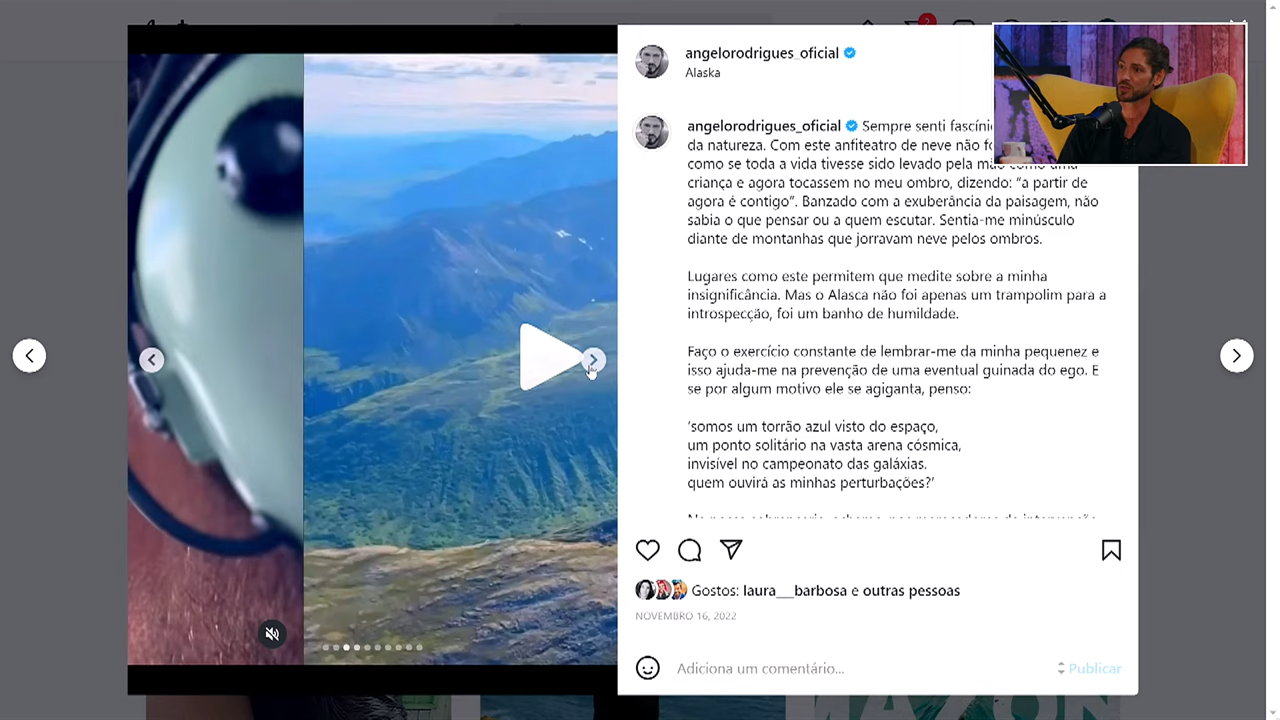 2
angelorodrigues_oficial
Alaska
angelorodrigues_oficial Sempre senti
da natureza. Com este anfiteatro de neve não
como se toda a vida tivesse sido levado pela mão como uma
criança e agora tocassem no meu ombro, dizendo: “a partir de
agora é contigo”. Banzado com a exuberância da paisagem, não
sabia o que pensar ou a quem escutar. Sentia-me minúsculo
diante de montanhas que jorravam neve pelos ombros.
Lugares como este permitem que medite sobre a minha
insignificância. Mas o Alasca não foi apenas um trampolim para a
introspecção, foi um banho de humildade.
Faço o exercício constante de lembrar-me da minha pequenez e
isso ajuda-me na prevenção de uma eventual guinada do ego. E
se por algum motivo ele se agiganta, penso:
‘somos um torrão azul visto do espaço,
um ponto solitário na vasta arena cósmica,
invisível no campeonato das galáxias.
quem ouvirá as minhas perturbações?’
Gostos: laura___barbosa e outras pessoas
NOVEMBRO 16, 2022
Adiciona um comentário... Publicar